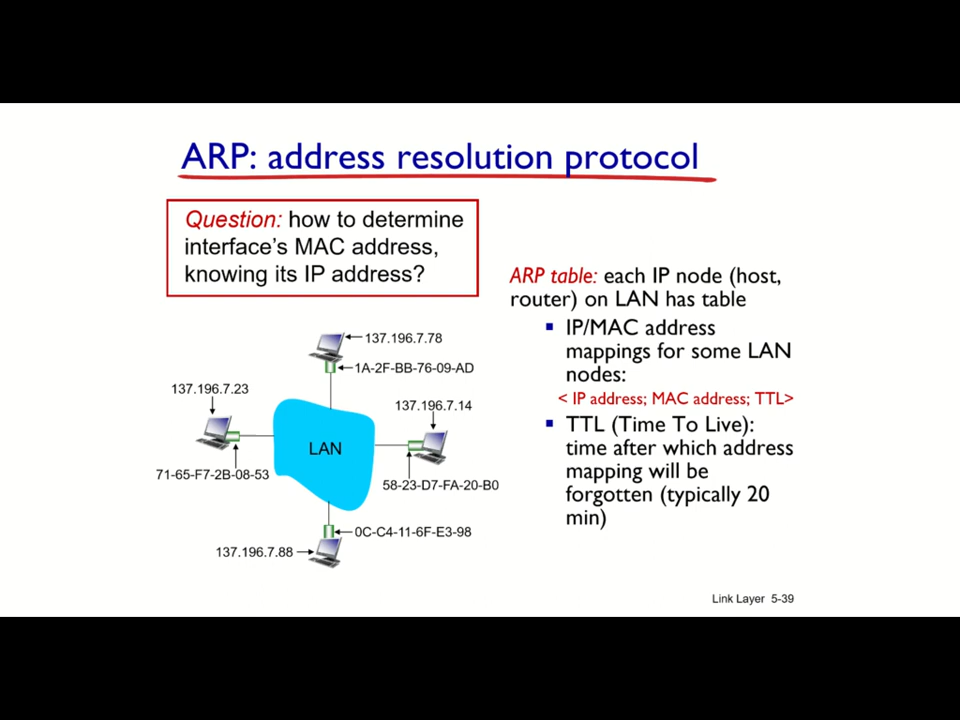 ARP: address resolution protocol
Question: how to determine
interface's MAC address,
knowing its IP address?
ARP table: each IP node (host,
router) on LAN has table
▪ IP/MAC address
mappings for some LAN
nodes:
< IP address; MAC address; TTL>
▪ TTL (Time To Live):
time after which address
mapping will be
forgotten (typically 20
min)
137.196.7.78
1A-2F-BB-76-09-AD
137.196.7.23
137.196.7.14
LAN
71-65-F7-2B-08-53
58-23-D7-FA-20-B0
0C-C4-11-6F-E3-98
137.196.7.88
Link Layer 5-39